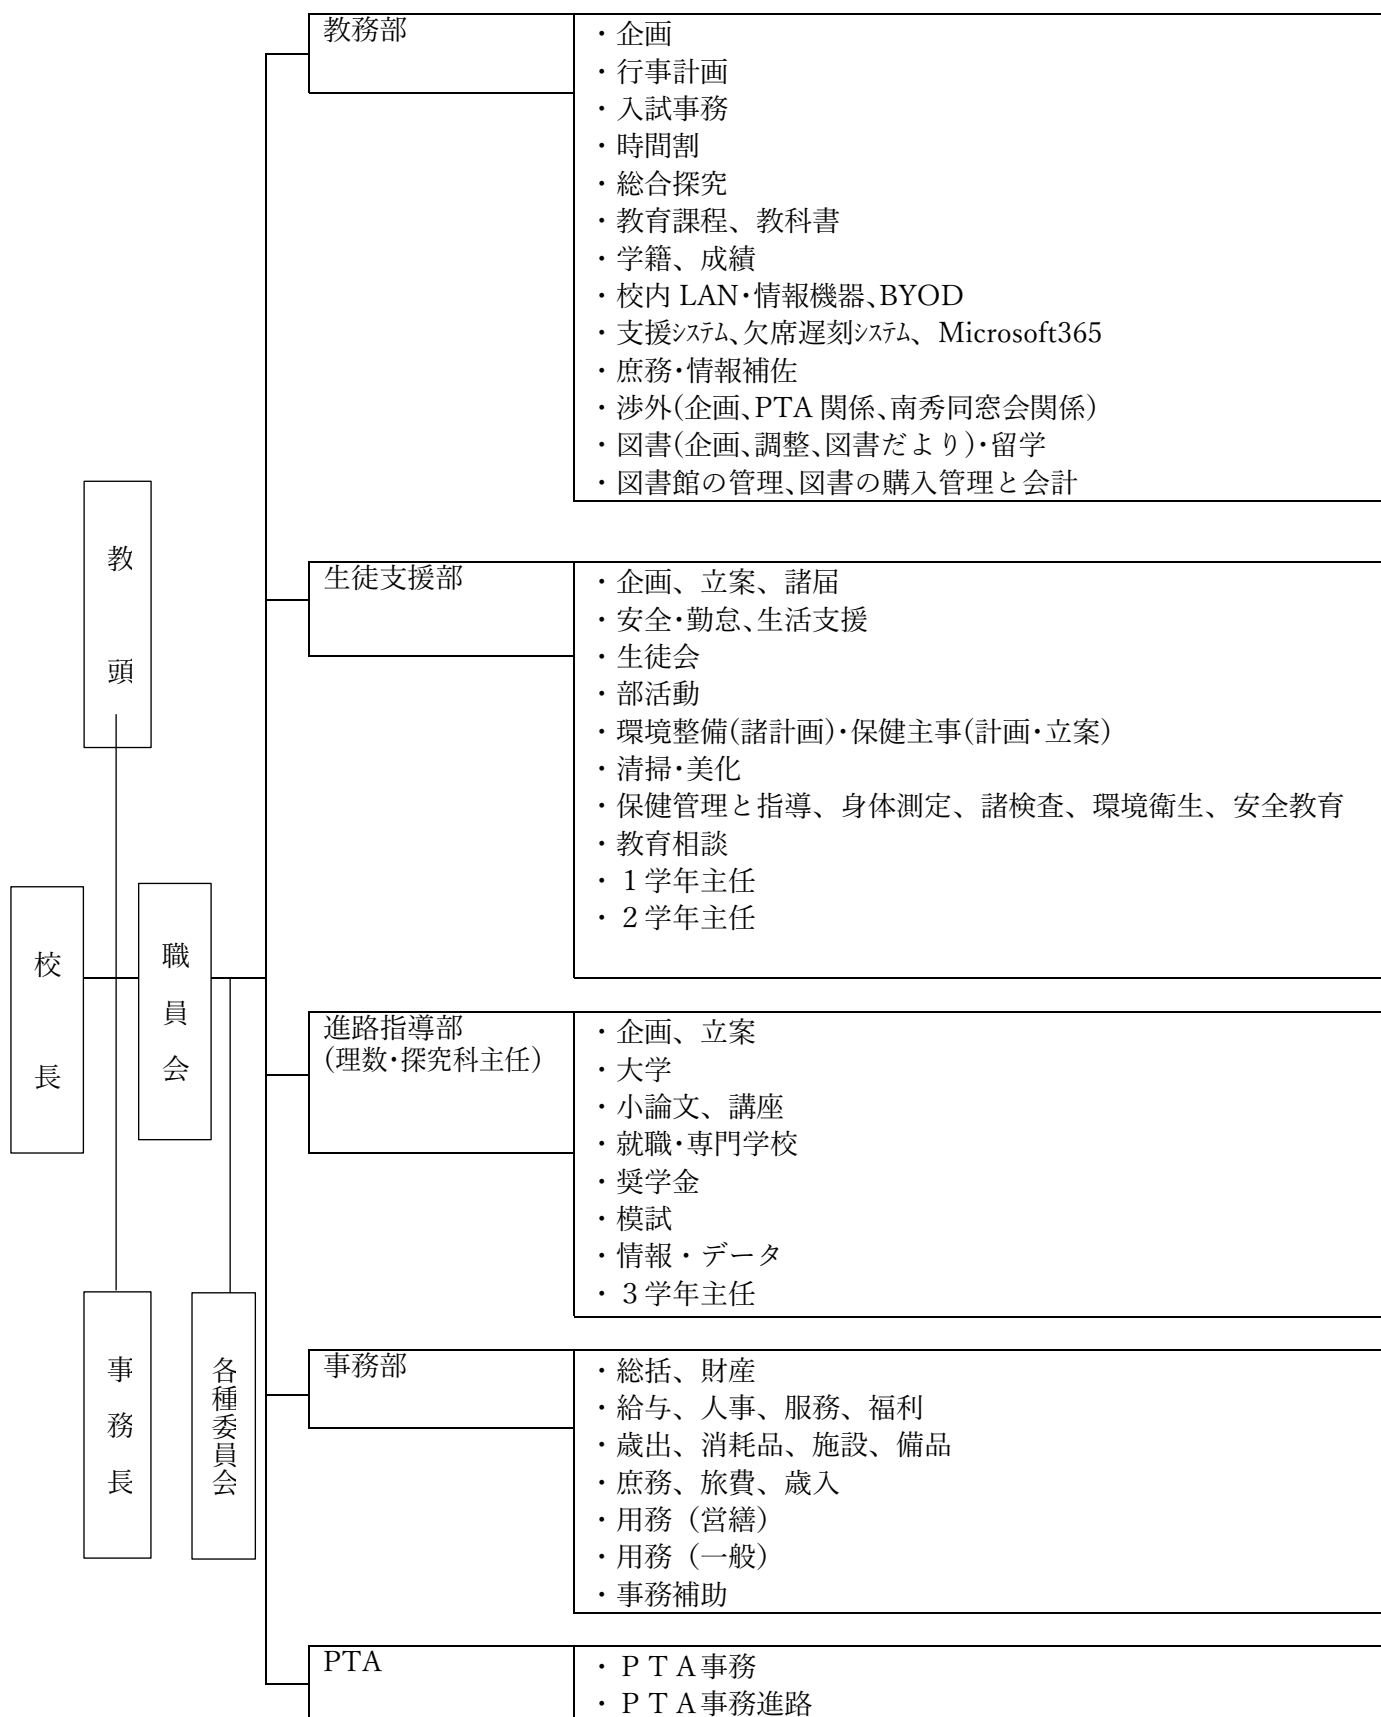 教務部
・企画
・行事計画
・入試事務
・時間割
・総合探究
・教育課程、教科書
・学籍、成績
・校内 LAN･情報機器､BYOD
・支援ｼｽﾃﾑ､欠席遅刻ｼｽﾃﾑ、Microsoft365
・庶務･情報補佐
・渉外(企画､PTA 関係､南秀同窓会関係)
・図書(企画､調整､図書だより)･留学
・図書館の管理､図書の購入管理と会計
教頭
生徒支援部
・企画、立案、諸届
・安全･勤怠､生活支援
・生徒会
・部活動
・環境整備(諸計画)･保健主事(計画･立案)
・清掃･美化
・保健管理と指導、身体測定、諸検査、環境衛生、安全教育
・教育相談
・１学年主任
・２学年主任
校長
職員会
進路指導部
(理数･探究科主任)
・企画、立案
・大学
・小論文、講座
・就職･専門学校
・奨学金
・模試
・情報・データ
・３学年主任
事務長
各種委員会
事務部
・総括、財産
・給与、人事、服務、福利
・歳出、消耗品、施設、備品
・庶務、旅費、歳入
・用務（営繕）
・用務（一般）
・事務補助
PTA
・ＰＴＡ事務
・ＰＴＡ事務進路